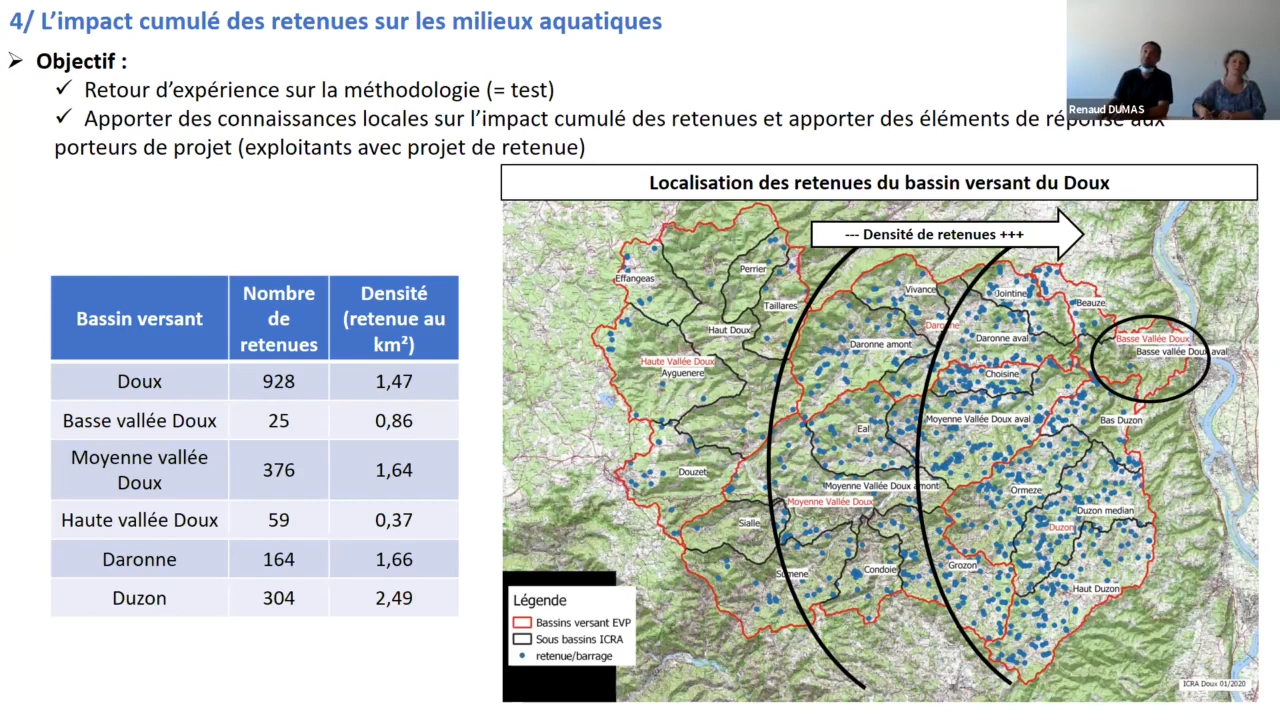 4/ L’impact cumulé des retenues sur les milieux aquatiques
Objectif :
Retour d’expérience sur la méthodologie (= test)
Apporter des connaissances locales sur l’impact cumulé des retenues et apporter des éléments de réponse aux
porteurs de projet (exploitants avec projet de retenue)
Renaud DUMAS
Bassin versant Nombre de retenues Densité (retenue au km²)
Doux 928 1,47
Basse vallée Doux 25 0,86
Moyenne vallée Doux 376 1,64
Haute vallée Doux 59 0,37
Daronne 164 1,66
Duzon 304 2,49
Localisation des retenues du bassin versant du Doux
--- Densité de retenues +++
Effangeas
Perrier
Taillares
Haut Doux
Haute Vallée Doux
Ayguenere
Douzet
Sialle
Sumene
Condoie
Vivance
Jointine
Beauze
Daronne
Daronne amont
Daronne aval
Basse Vallée Doux
Basse vallée Doux aval
Choisine
Moyenne Vallée Doux aval
Bas Duzon
Eal
Moyenne Vallée Doux amont
Moyenne Vallée Doux
Ormeze
Duzon median
Duzon
Grozon
Haut Duzon
Légende
Bassins versant EVP
Sous bassins ICRA
retenue/barrage
ICRA Doux 01/2020